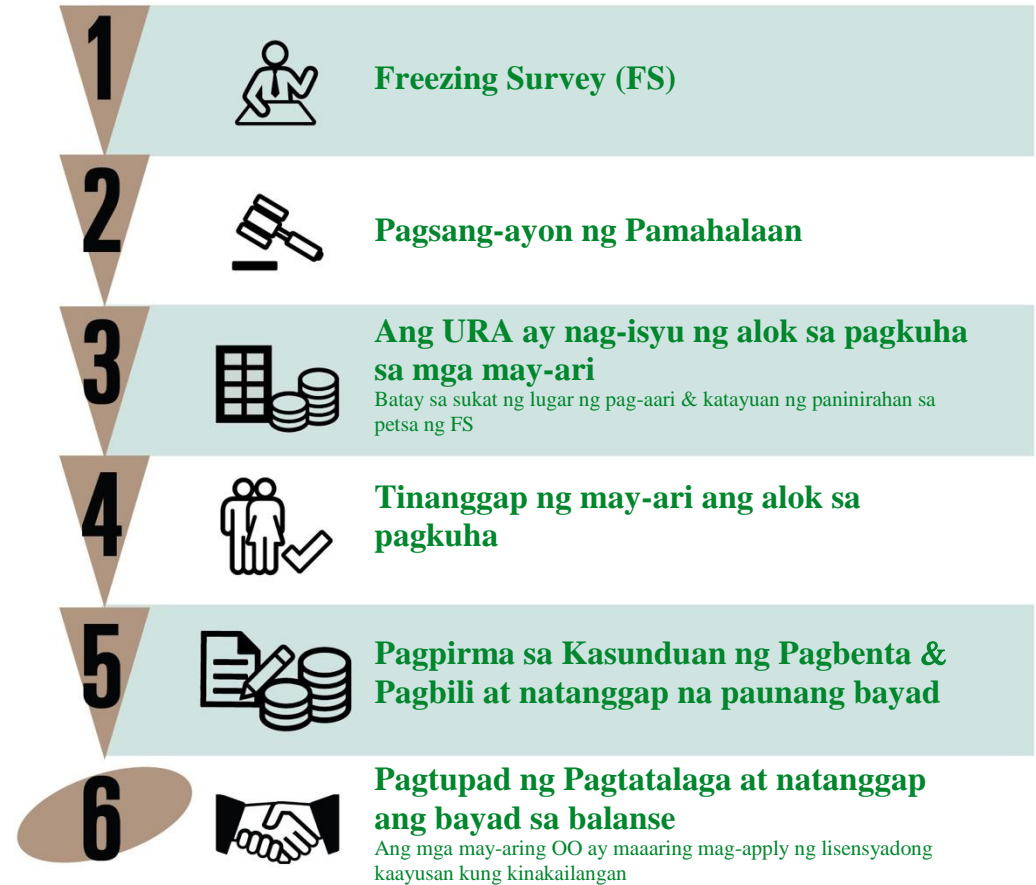 1
Freezing Survey (FS)
2
Pagsang-ayon ng Pamahalaan
3
Ang URA ay nag-isyu ng alok sa pagkuha
sa mga may-ari
Batay sa sukat ng lugar ng pag-aari & katayuan ng paninirahan sa
petsa ng FS
4
Tinanggap ng may-ari ang alok sa
pagkuha
5
Pagpirma sa Kasunduan ng Pagbenta &
Pagbili at natanggap na paunang bayad
6
Pagtupad ng Pagtatalaga at natanggap
ang bayad sa balanse
Ang mga may-aring OO ay maaaring mag-apply ng lisensyadong
kaayusan kung kinakailangan